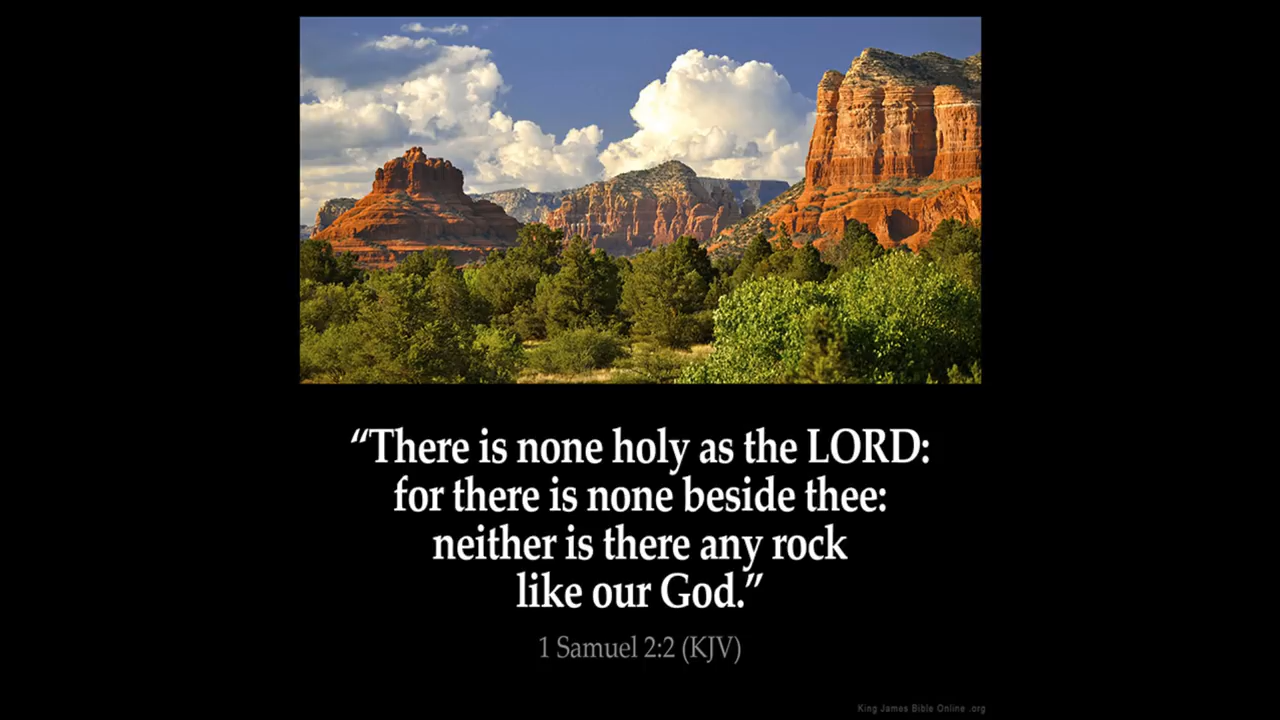 “There is none holy as the LORD:
for there is none beside thee:
neither is there any rock
like our God.”
1 Samuel 2:2 (KJV)
King James Bible Online .org